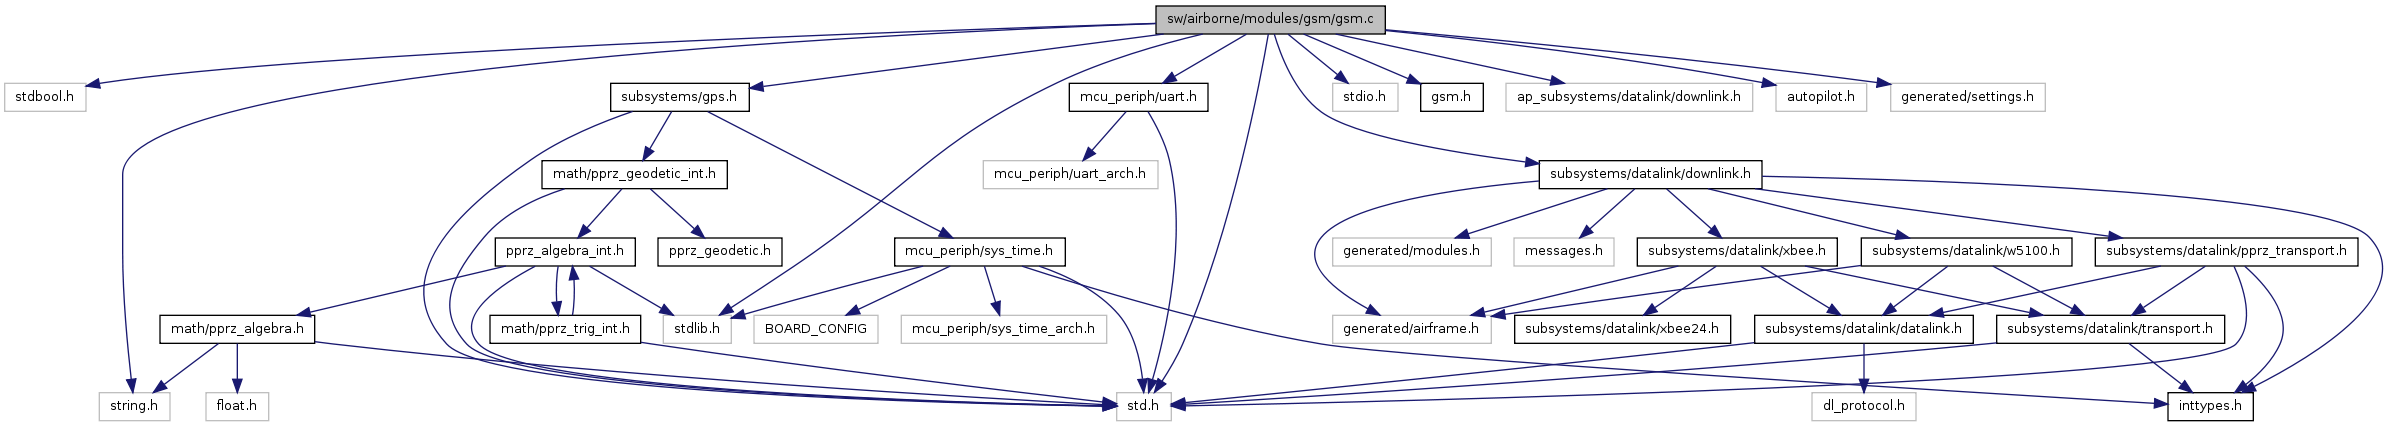 sw/airborne/modules/gsm/gsm.c
stdbool.h
subsystems/gps.h
mcu_periph/uart.h
stdio.h
gsm.h
ap_subsystems/datalink/downlink.h
autopilot.h
generated/settings.h
math/pprz_geodetic_int.h
mcu_periph/uart_arch.h
subsystems/datalink/downlink.h
pprz_algebra_int.h
pprz_geodetic.h
mcu_periph/sys_time.h
generated/modules.h
messages.h
subsystems/datalink/xbee.h
subsystems/datalink/w5100.h
subsystems/datalink/pprz_transport.h
math/pprz_algebra.h
math/pprz_trig_int.h
stdlib.h
BOARD_CONFIG
mcu_periph/sys_time_arch.h
generated/airframe.h
subsystems/datalink/xbee24.h
subsystems/datalink/datalink.h
subsystems/datalink/transport.h
string.h
float.h
std.h
dl_protocol.h
inttypes.h